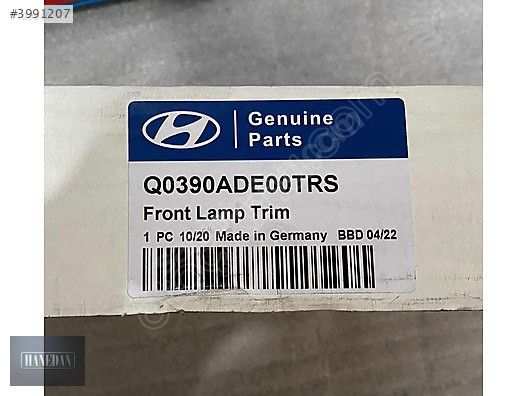 #3991207
Genuine
Parts
Q0390ADE00TRS
Front Lamp Trim
1 PC 10/20 Made in Germany BBD 04/22
HANEDAN